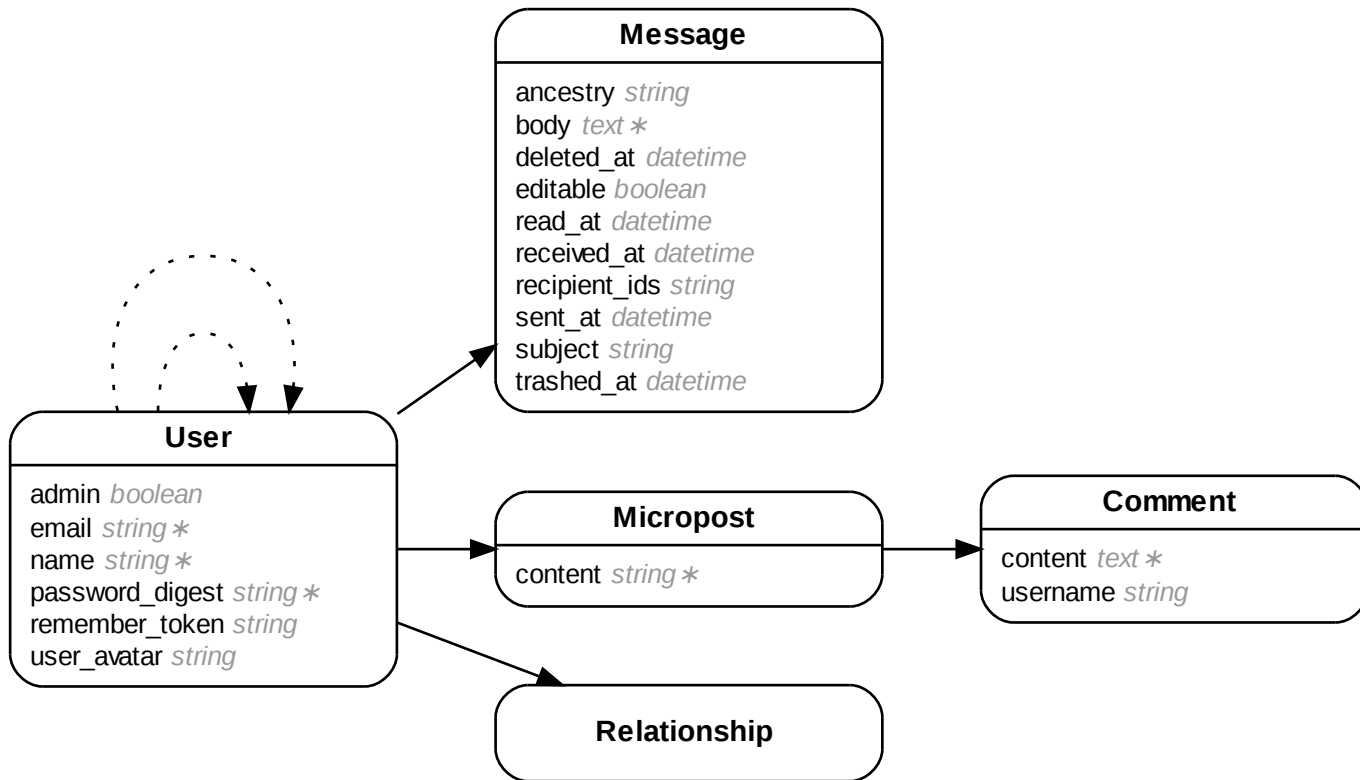 Message
ancestry string
body text ∗
deleted_at datetime
editable boolean
read_at datetime
received_at datetime
recipient_ids string
sent_at datetime
subject string
trashed_at datetime
User
admin boolean
email string ∗
name string ∗
password_digest string ∗
remember_token string
user_avatar string
Micropost
content string ∗
Comment
content text ∗
username string
Relationship